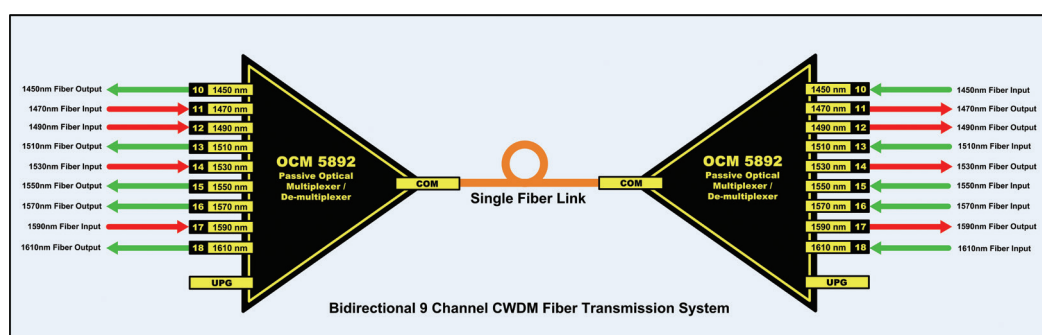 1450nm Fiber Output 10 1450 nm
1470nm Fiber Input 11 1470 nm
1490nm Fiber Input 12 1490 nm
1510nm Fiber Output 13 1510 nm
1530nm Fiber Input 14 1530 nm
1550nm Fiber Output 15 1550 nm
1570nm Fiber Output 16 1570 nm
1590nm Fiber Input 17 1590 nm
1610nm Fiber Output 18 1610 nm
UPG
OCM 5892
Passive Optical
Multiplexer /
De-multiplexer
COM
Single Fiber Link
COM
OCM 5892
Passive Optical
Multiplexer /
De-multiplexer
1450 nm 10 1450nm Fiber Input
1470 nm 11 1470nm Fiber Output
1490 nm 12 1490nm Fiber Output
1510 nm 13 1510nm Fiber Input
1530 nm 14 1530nm Fiber Output
1550 nm 15 1550nm Fiber Input
1570 nm 16 1570nm Fiber Input
1590 nm 17 1590nm Fiber Output
1610 nm 18 1610nm Fiber Input
UPG
Bidirectional 9 Channel CWDM Fiber Transmission System